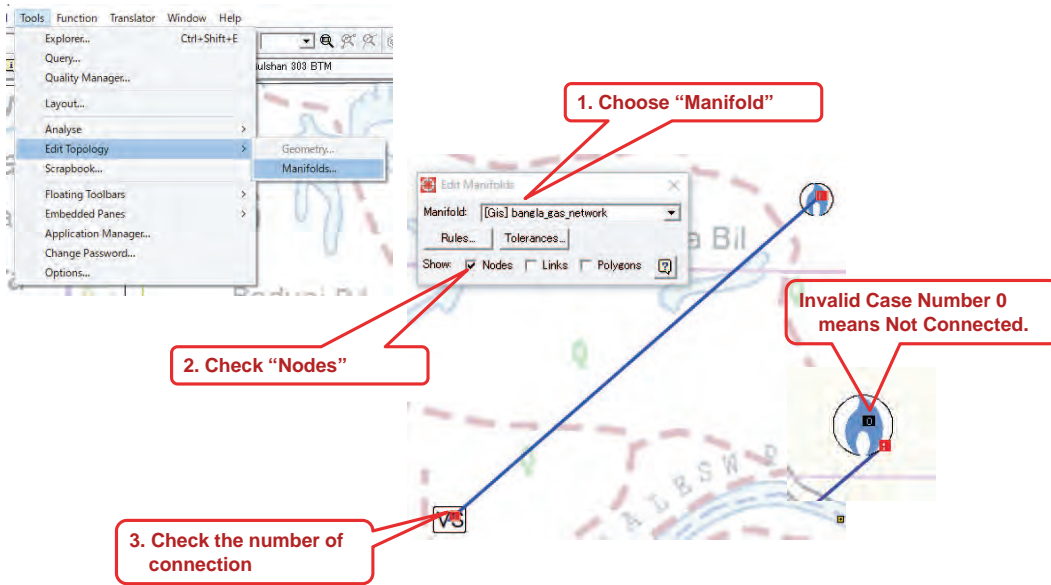 Tools Function Translator Window Help
Explorer... Ctrl+Shift+E
Query...
Quality Manager...
Layout...
Analyse >
Edit Topology >
Scrapbook...
Floating Toolbars >
Embedded Panes >
Application Manager...
Change Password...
Options...
Geometry...
Manifolds...
ulshan 303 BTM
1. Choose “Manifold”
Edit Manifolds
Manifold: [Gis] bangla_gas_network
Rules... Tolerances...
Show: Nodes Links Polygons
a Bil
2. Check “Nodes”
Invalid Case Number 0
means Not Connected.
0
1
VS
3. Check the number of
connection